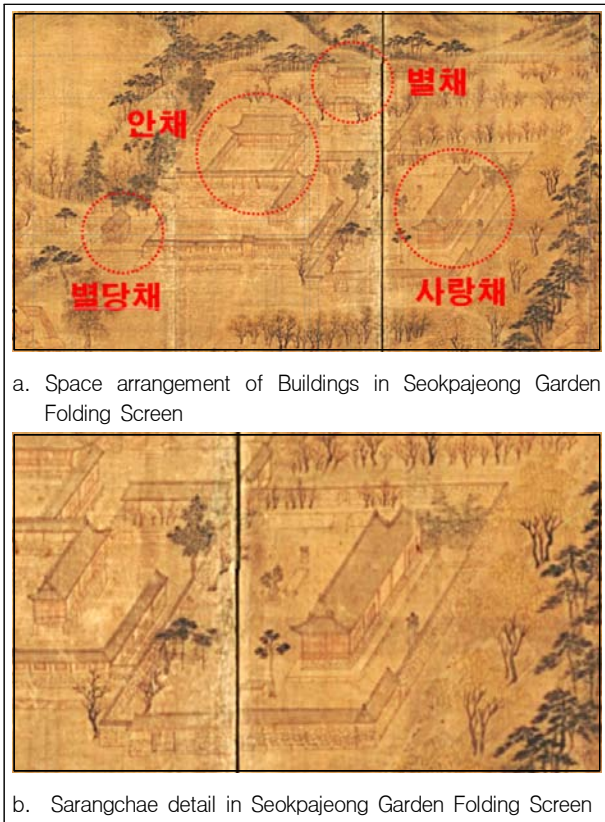 별채
안채
별당채
사랑채
a. Space arrangement of Buildings in Seokpajeong Garden
Folding Screen
b. Sarangchae detail in Seokpajeong Garden Folding Screen